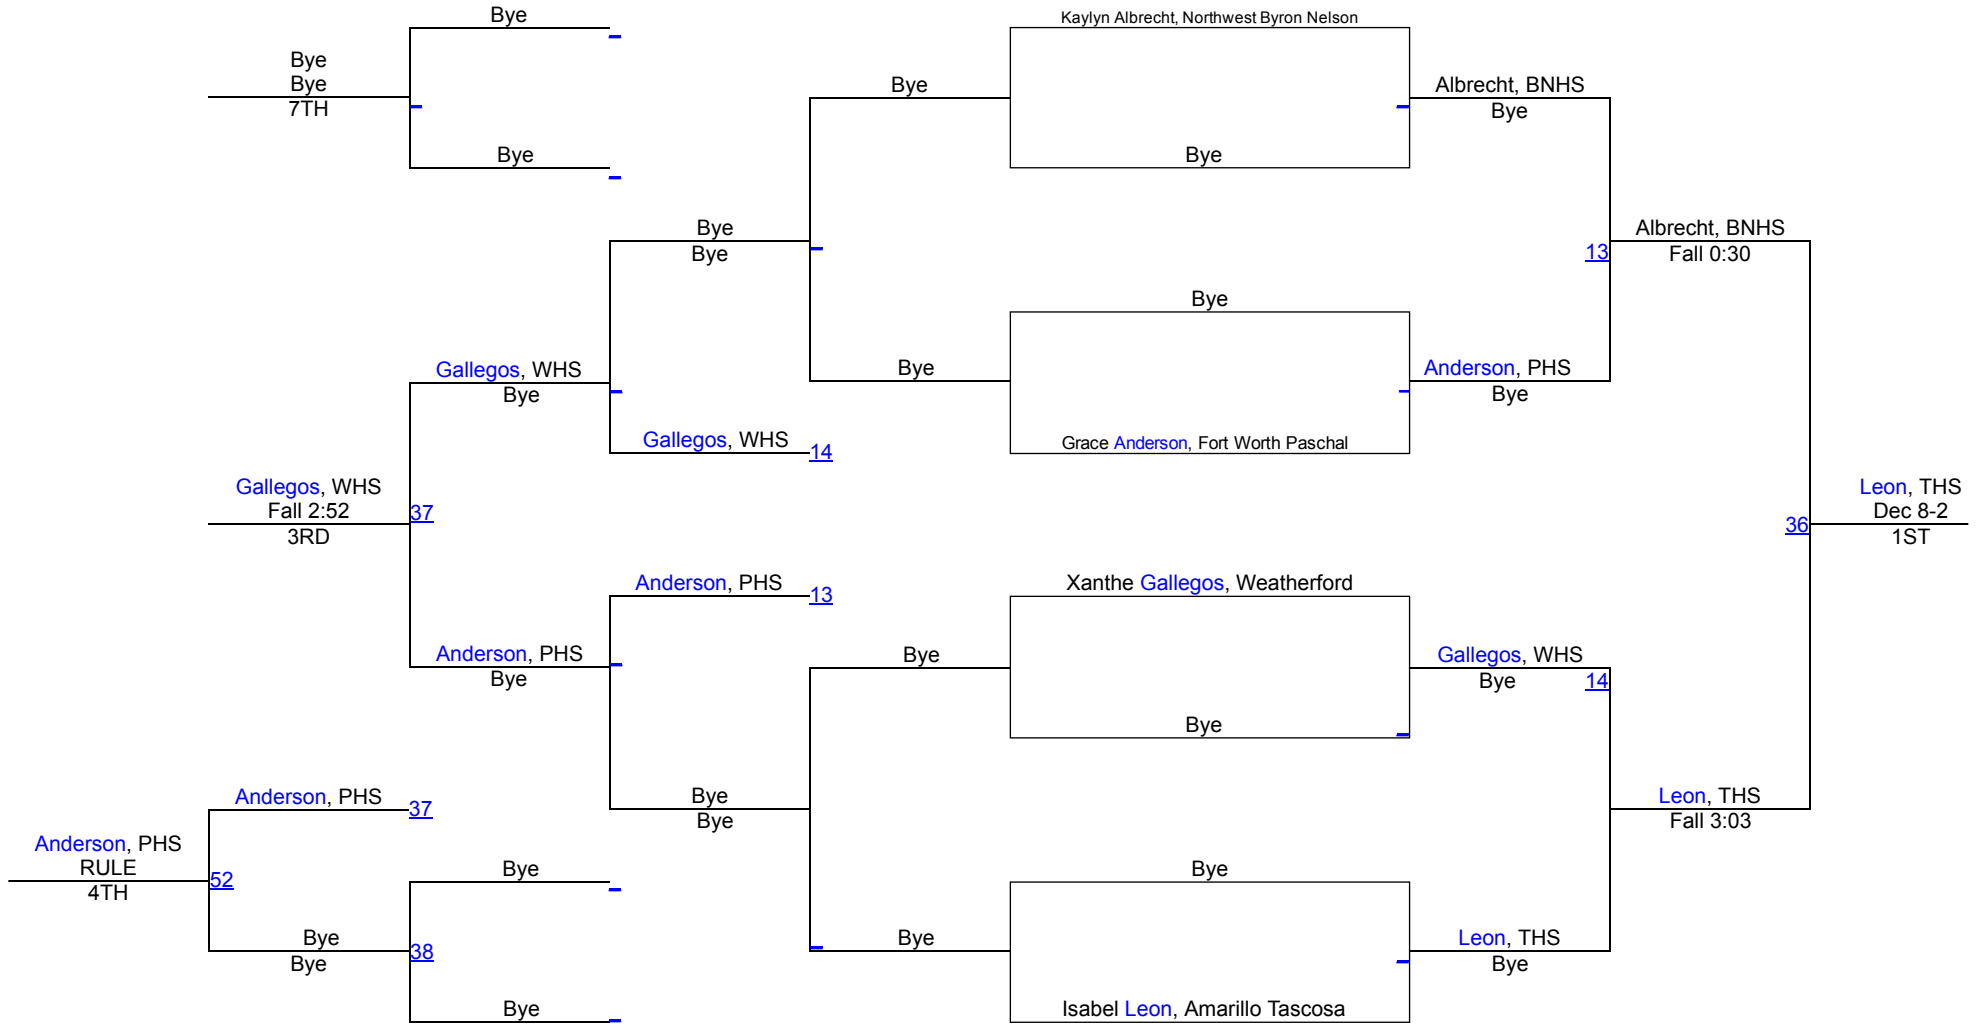 Bye
Kaylyn Albrecht, Northwest Byron Nelson
Bye
Bye
7TH
Bye
Albrecht, BNHS
Bye
Bye
Bye
Bye
Bye
Albrecht, BNHS
13
Fall 0:30
Bye
Bye
Gallegos, WHS
Bye
Bye
Anderson, PHS
Bye
Gallegos, WHS
14
Grace Anderson, Fort Worth Paschal
Gallegos, WHS
Fall 2:52
3RD
37
Leon, THS
Dec 8-2
1ST
36
Anderson, PHS
13
Xanthe Gallegos, Weatherford
Anderson, PHS
Bye
Bye
Gallegos, WHS
Bye
14
Bye
Anderson, PHS
37
Bye
Bye
Leon, THS
Fall 3:03
Anderson, PHS
RULE
4TH
52
Bye
Bye
Bye
Bye
38
Bye
Leon, THS
Bye
Bye
Isabel Leon, Amarillo Tascosa